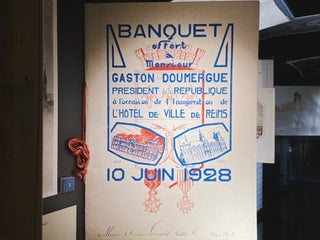 BANQUET
offert
à
Monsieur
GASTON DOUMERGUE
PRESIDENT DE LA REPUBLIQUE
à l'occasion de l'Inauguration de
L'HÔTEL DE VILLE DE REIMS
10 JUIN 1928